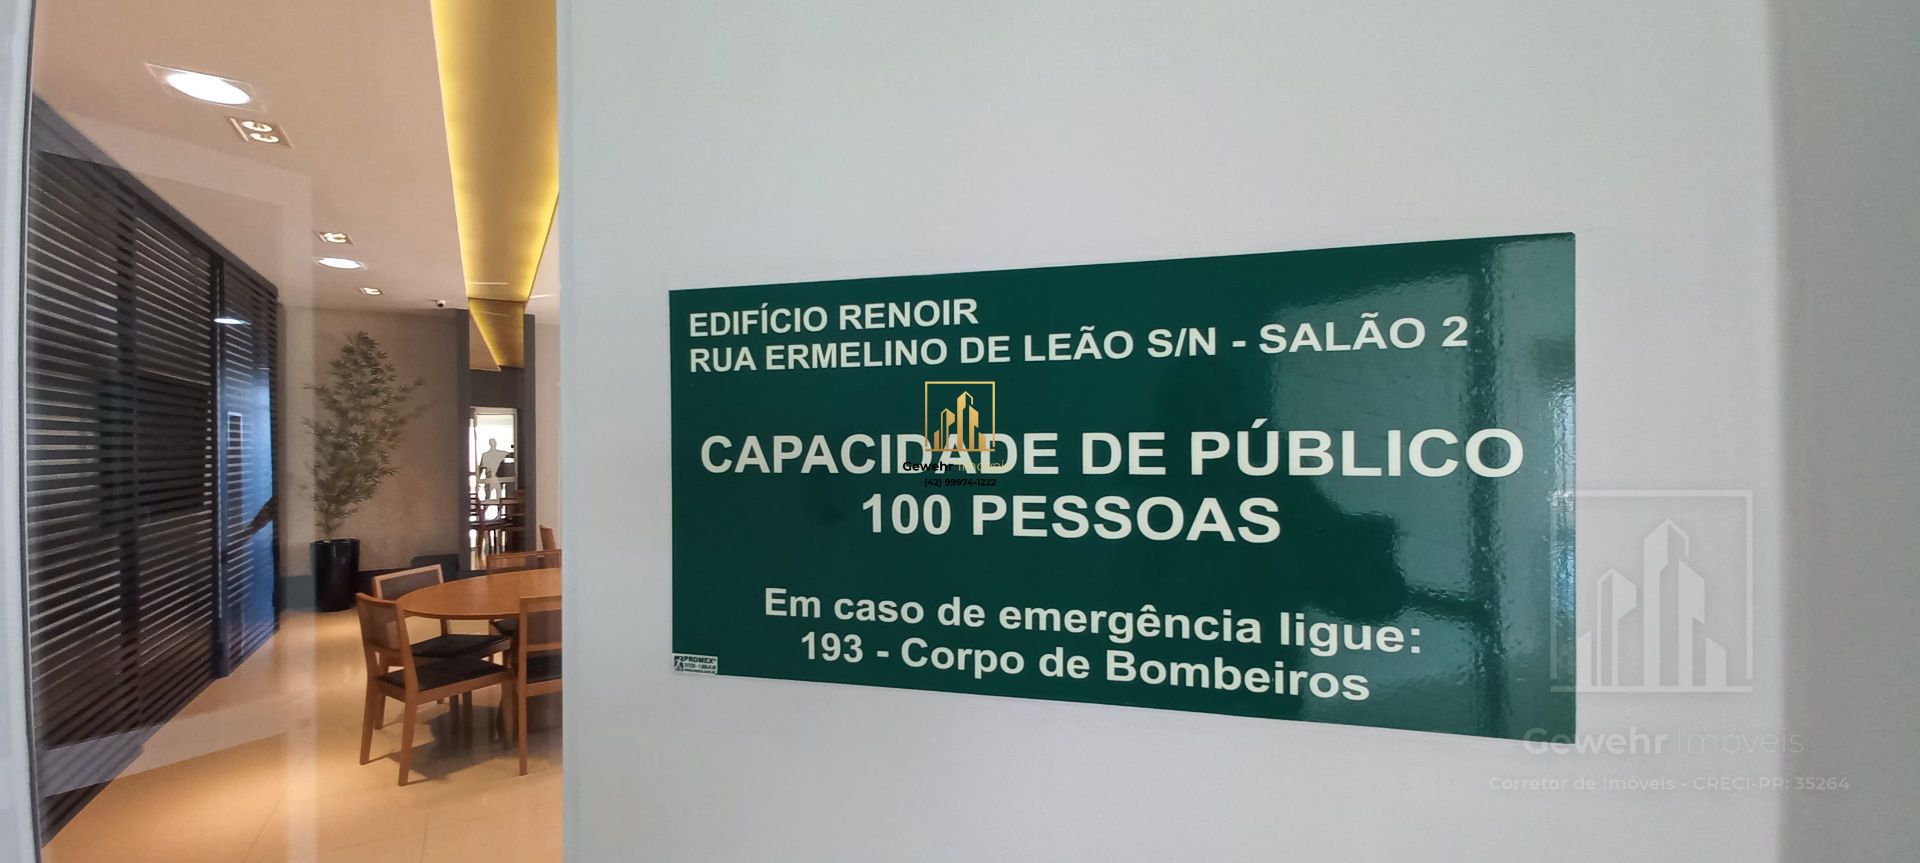 EDIFÍCIO RENOIR
RUA ERMELINO DE LEÃO S/N - SALÃO 2
CAPACIDADE DE PÚBLICO
100 PESSOAS
Em caso de emergência ligue:
193 - Corpo de Bombeiros
PROMEX
Gewehr Imóveis
(42) 99974-1222
Gewehr Imóveis
Corretor de Imóveis - CRECI-PR: 35264